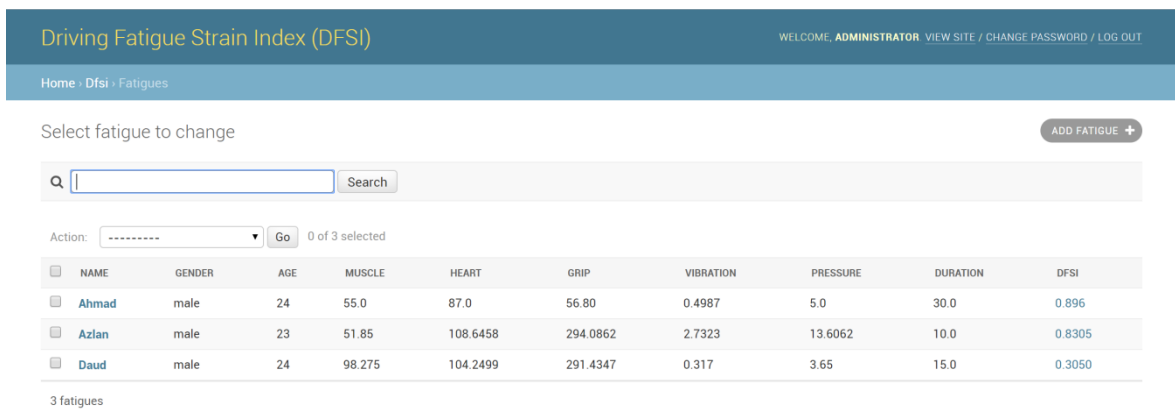 Driving Fatigue Strain Index (DFSI)
WELCOME, ADMINISTRATOR. VIEW SITE / CHANGE PASSWORD / LOG OUT
Home › Dfsi › Fatigues
Select fatigue to change
ADD FATIGUE +
Search
Action: --------- Go 0 of 3 selected
NAME GENDER AGE MUSCLE HEART GRIP VIBRATION PRESSURE DURATION DFSI
Ahmad male 24 55.0 87.0 56.80 0.4987 5.0 30.0 0.896
Azlan male 23 51.85 108.6458 294.0862 2.7323 13.6062 10.0 0.8305
Daud male 24 98.275 104.2499 291.4347 0.317 3.65 15.0 0.3050
3 fatigues